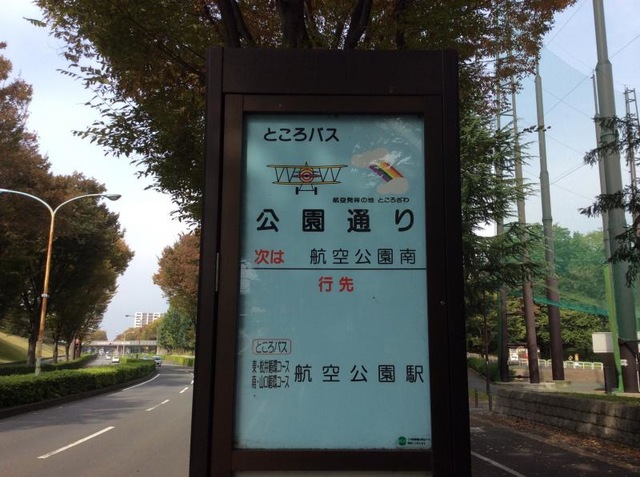 ところバス
航空発祥の地 ところざわ
公園通り
次は 航空公園南
行先
ところバス
東・松井循環コース
南・山口循環コース
航空公園駅